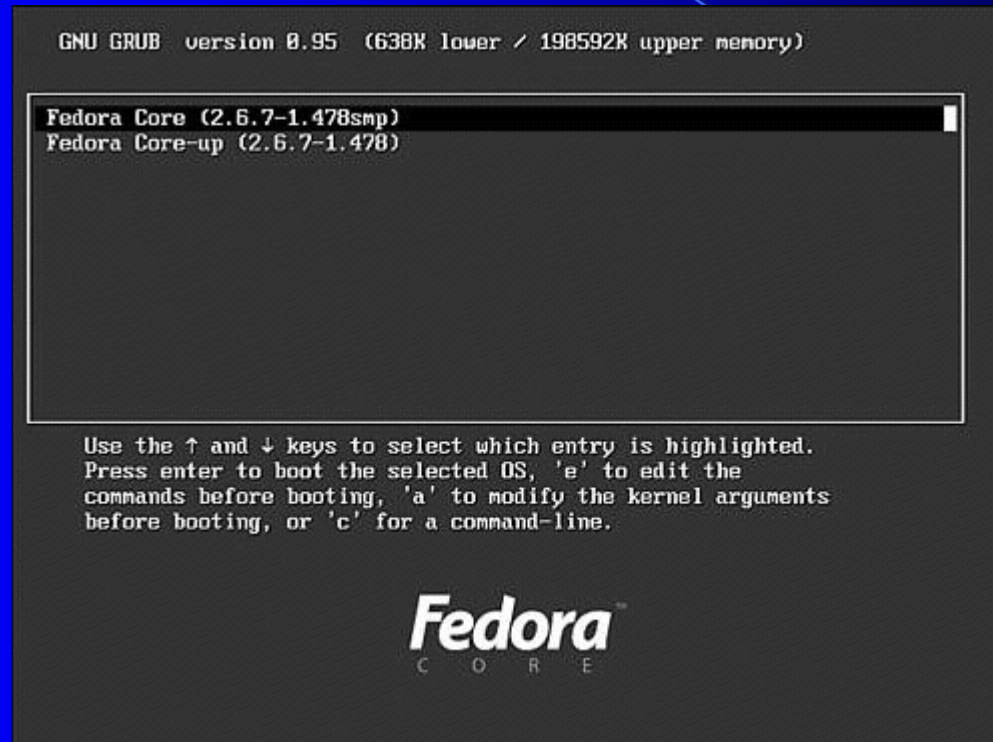 GNU GRUB version 0.95 (638K lower / 198592K upper memory)
Fedora Core (2.6.7-1.478smp)
Fedora Core-up (2.6.7-1.478)
Use the ↑ and ↓ keys to select which entry is highlighted.
Press enter to boot the selected OS, 'e' to edit the
commands before booting, 'a' to modify the kernel arguments
before booting, or 'c' for a command-line.
Fedora™
CORE